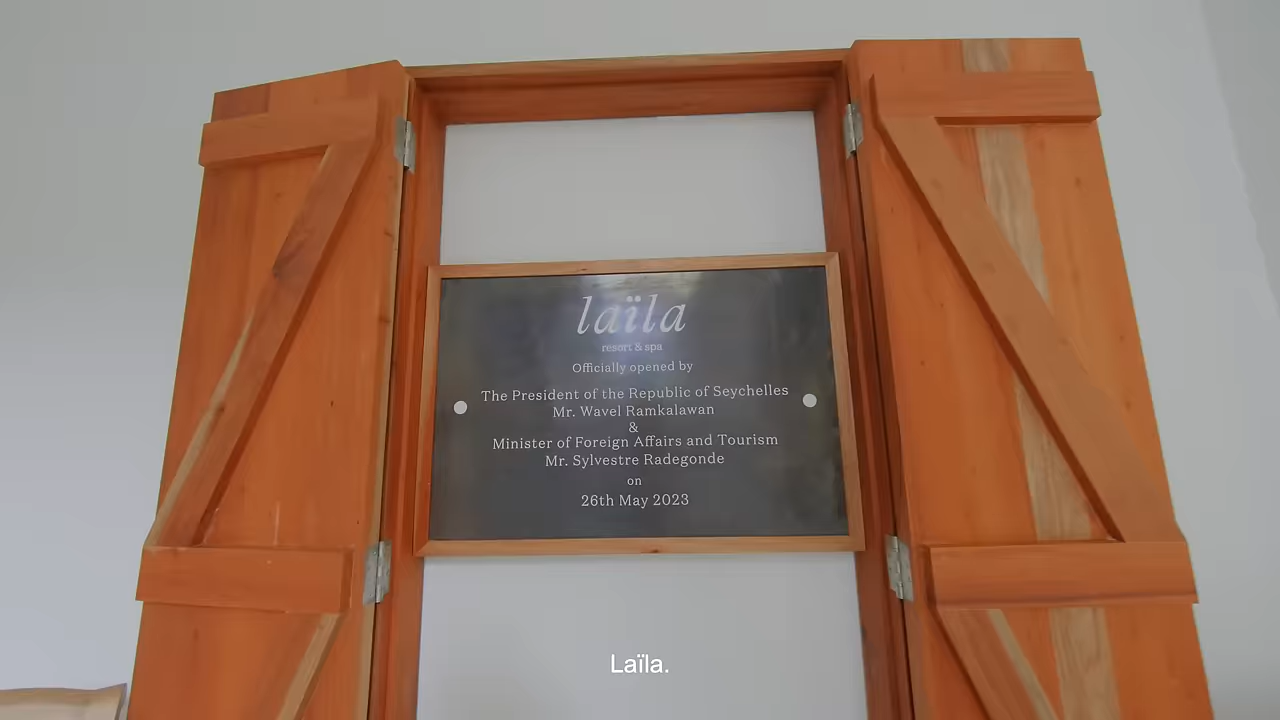 laïla
resort & spa
Officially opened by
The President of the Republic of Seychelles
Mr. Wavel Ramkalawan
&
Minister of Foreign Affairs and Tourism
Mr. Sylvestre Radegonde
on
26th May 2023
Laïla.